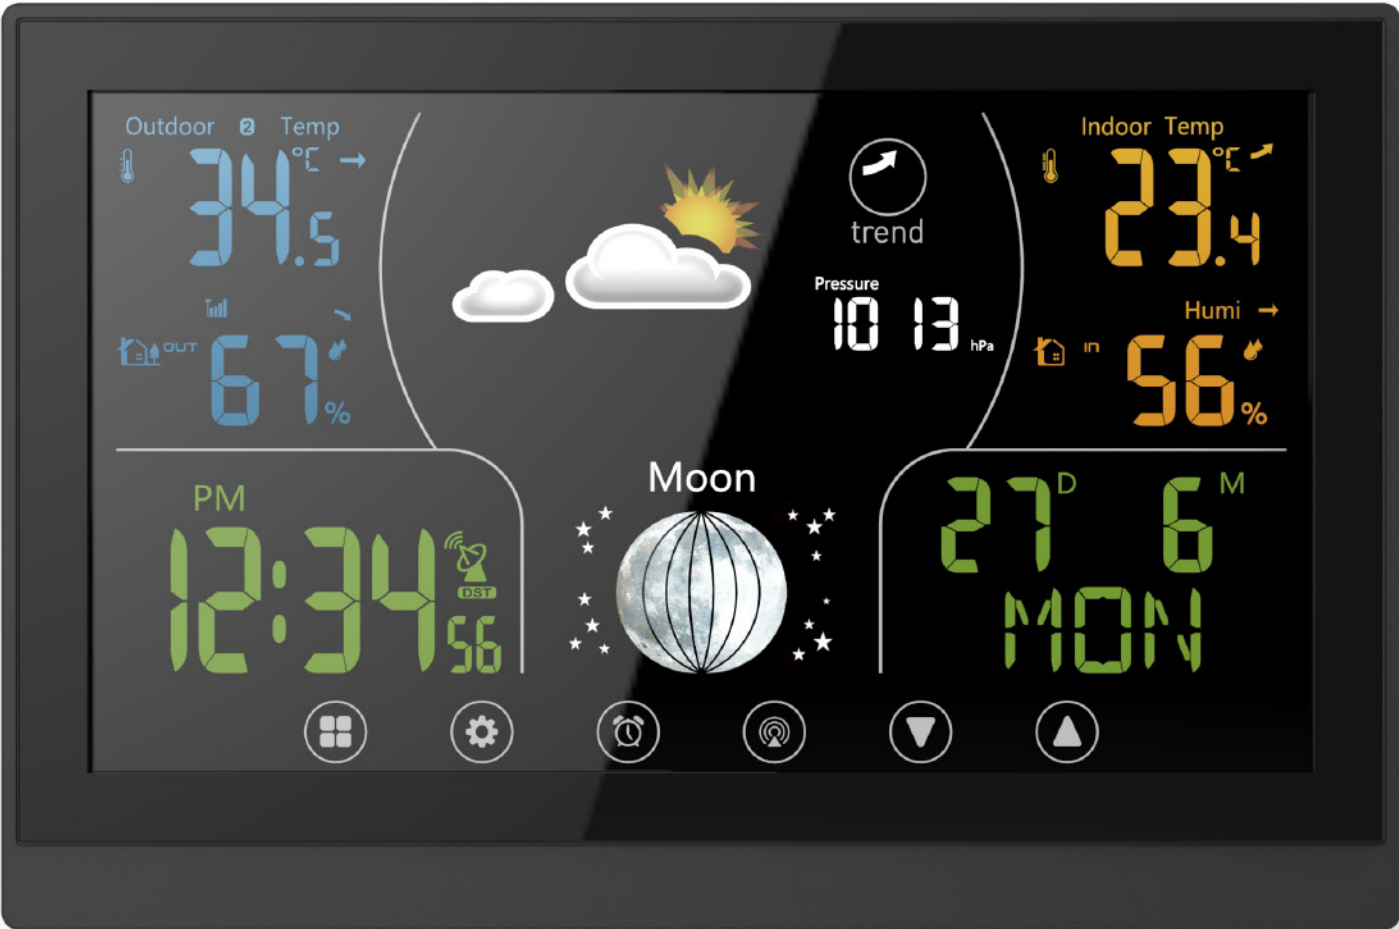 Outdoor 2 Temp
34.5 °C
OUT 67 %
trend
Pressure
1013 hPa
Indoor Temp
23.4 °C
Humi
IN 56 %
PM
12:34 56
DST
Moon
27 D 6 M
MON